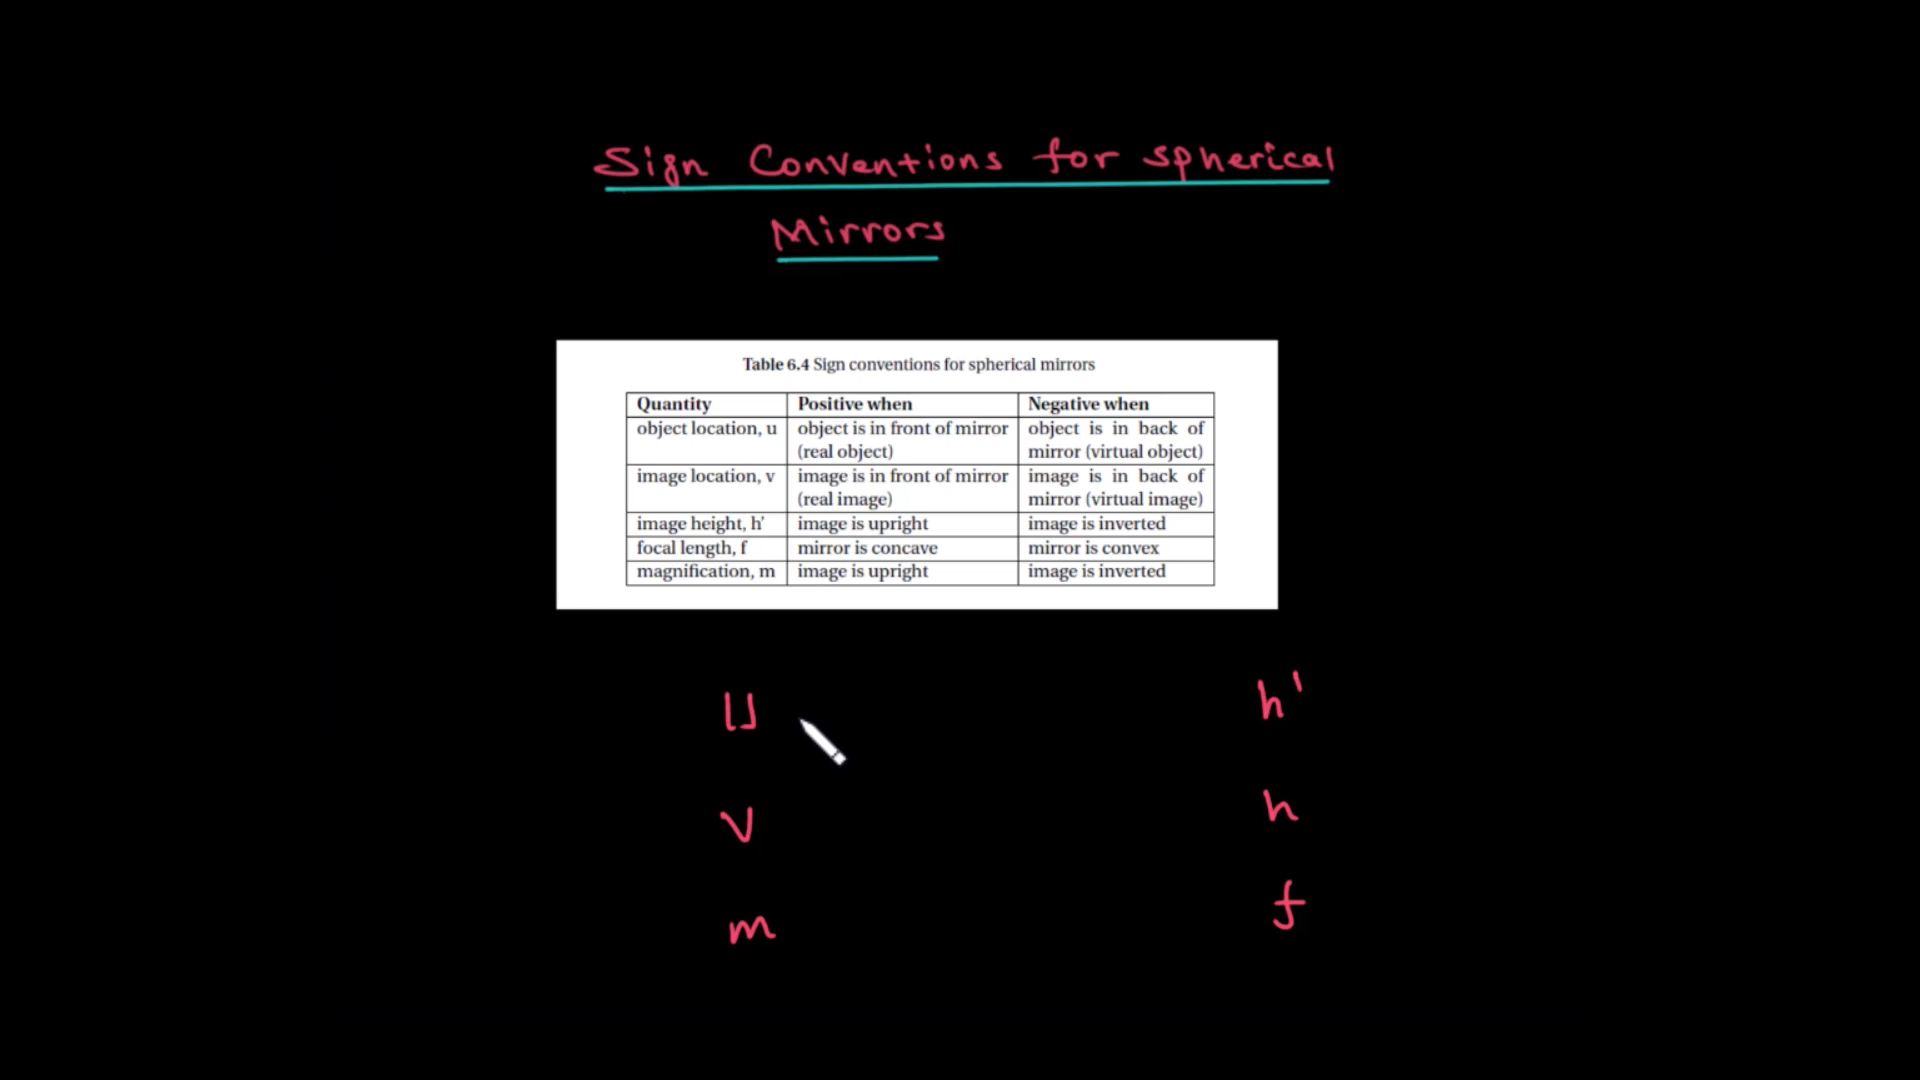 Sign Conventions for spherical
Mirrors
Table 6.4 Sign conventions for spherical mirrors
Quantity Positive when Negative when
object location, u object is in front of mirror object is in back of
(real object) mirror (virtual object)
image location, v image is in front of mirror image is in back of
(real image) mirror (virtual image)
image height, h' image is upright image is inverted
focal length, f mirror is concave mirror is convex
magnification, m image is upright image is inverted
u h'
v h
m f